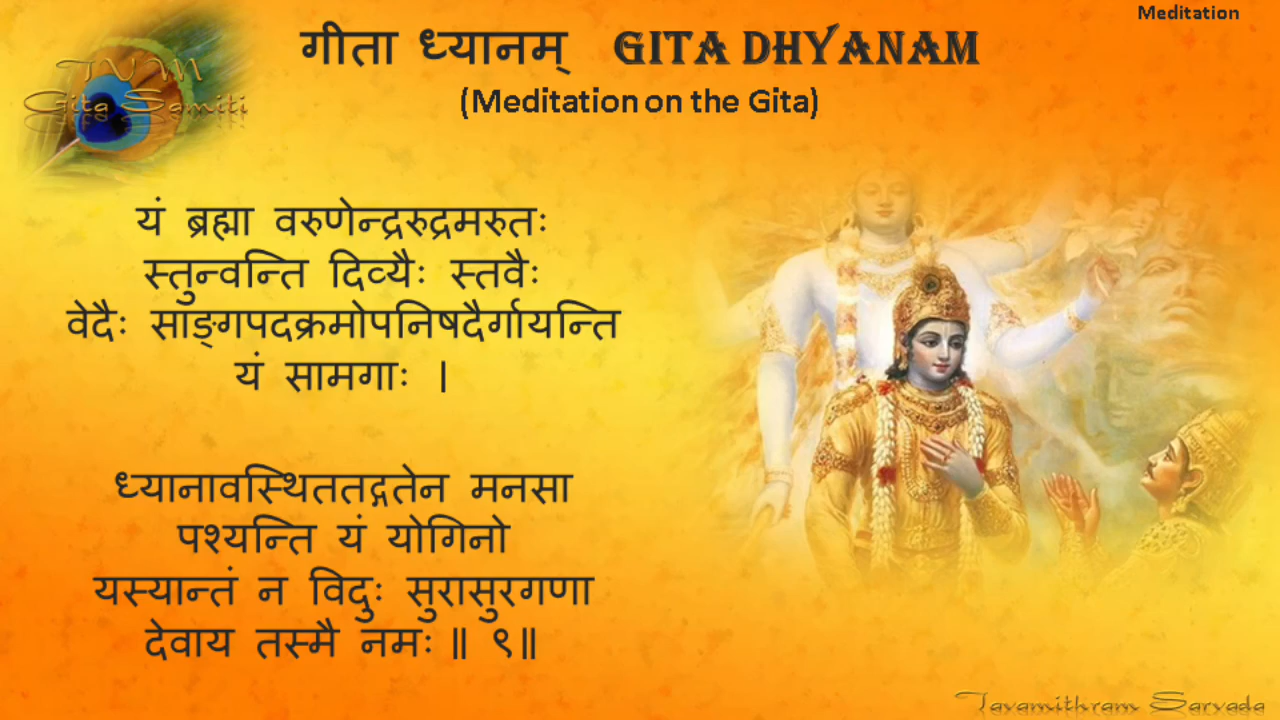 Meditation
गीता ध्यानम् GITA DHYANAM
(Meditation on the Gita)
TVAM
Gita Samiti
यं ब्रह्मा वरुणेन्द्ररुद्रमरुतः
स्तुन्वन्ति दिव्यैः स्तवैः
वेदैः साङ्गपदक्रमोपनिषदैर्गायन्ति
यं सामगाः ।
ध्यानावस्थिततद्गतेन मनसा
पश्यन्ति यं योगिनो
यस्यान्तं न विदुः सुरासुरगणा
देवाय तस्मै नमः ॥ ९॥
Tavamithram Sarvada